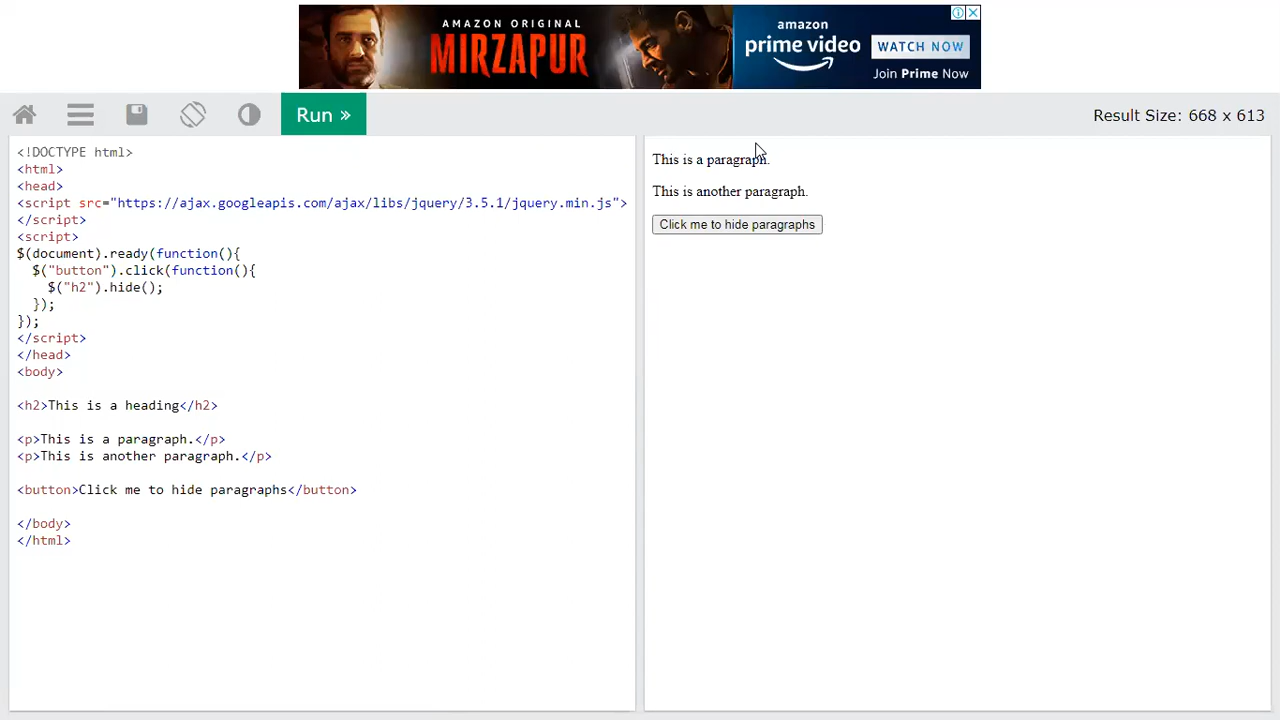 AMAZON ORIGINAL
MIRZAPUR
amazon
prime video
WATCH NOW
Join Prime Now
Run »
Result Size: 668 x 613
<!DOCTYPE html>
<html>
<head>
<script src="https://ajax.googleapis.com/ajax/libs/jquery/3.5.1/jquery.min.js">
</script>
<script>
$(document).ready(function(){
  $("button").click(function(){
    $("h2").hide();
  });
});
</script>
</head>
<body>
<h2>This is a heading</h2>
<p>This is a paragraph.</p>
<p>This is another paragraph.</p>
<button>Click me to hide paragraphs</button>
</body>
</html>
This is a paragraph.
This is another paragraph.
Click me to hide paragraphs